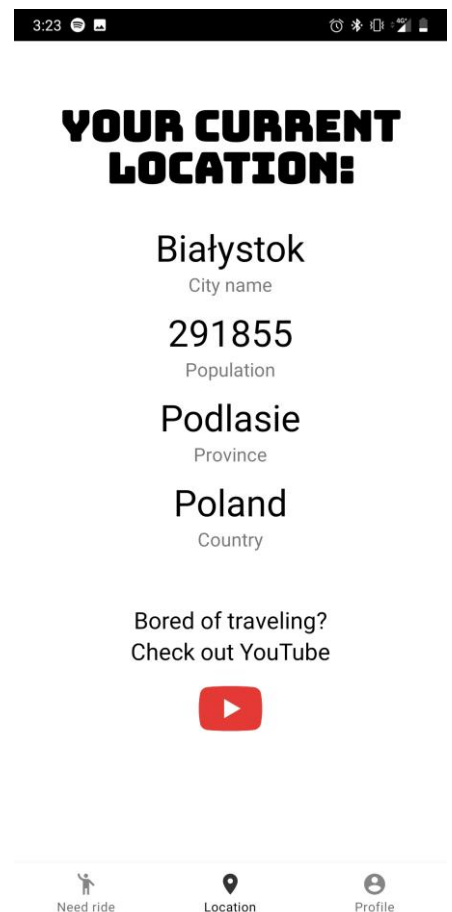 3:23
4G
YOUR CURRENT
LOCATION:
Białystok
City name
291855
Population
Podlasie
Province
Poland
Country
Bored of traveling?
Check out YouTube
Need ride
Location
Profile